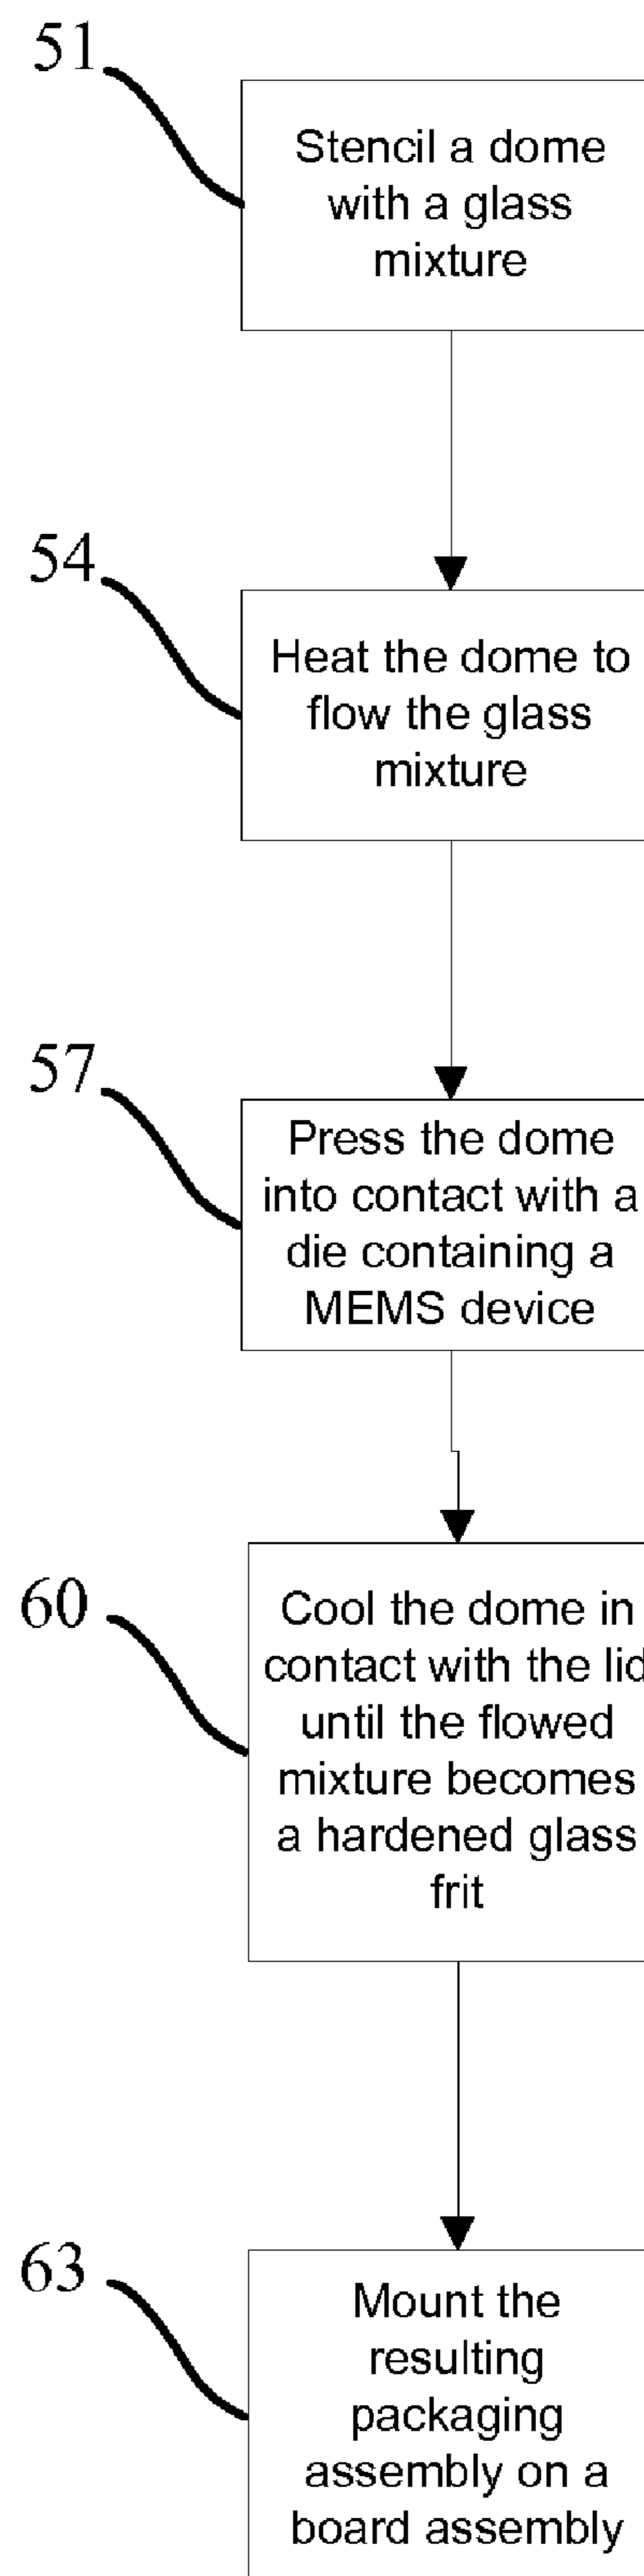 51
Stencil a dome
with a glass
mixture
54
Heat the dome to
flow the glass
mixture
57
Press the dome
into contact with a
die containing a
MEMS device
60
Cool the dome in
contact with the lid
until the flowed
mixture becomes
a hardened glass
frit
63
Mount the
resulting
packaging
assembly on a
board assembly